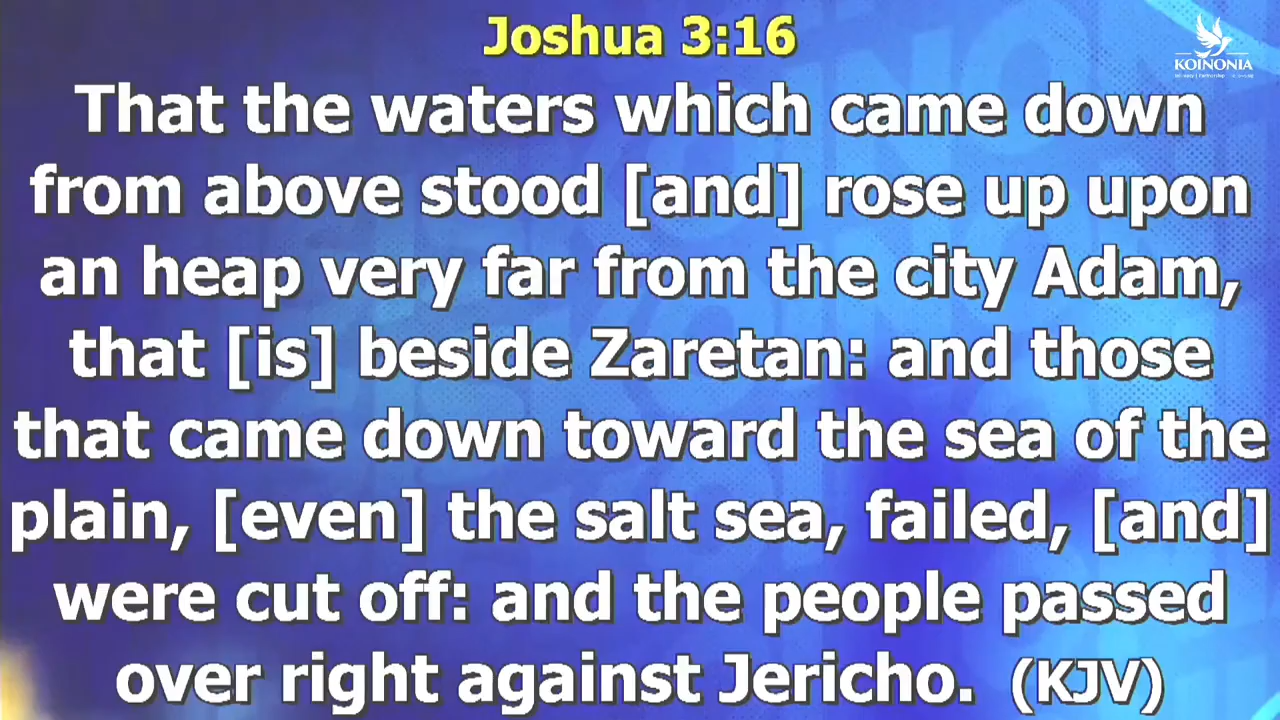 Joshua 3:16
KOINONIA
That the waters which came down
from above stood [and] rose up upon
an heap very far from the city Adam,
that [is] beside Zaretan: and those
that came down toward the sea of the
plain, [even] the salt sea, failed, [and]
were cut off: and the people passed
over right against Jericho. (KJV)